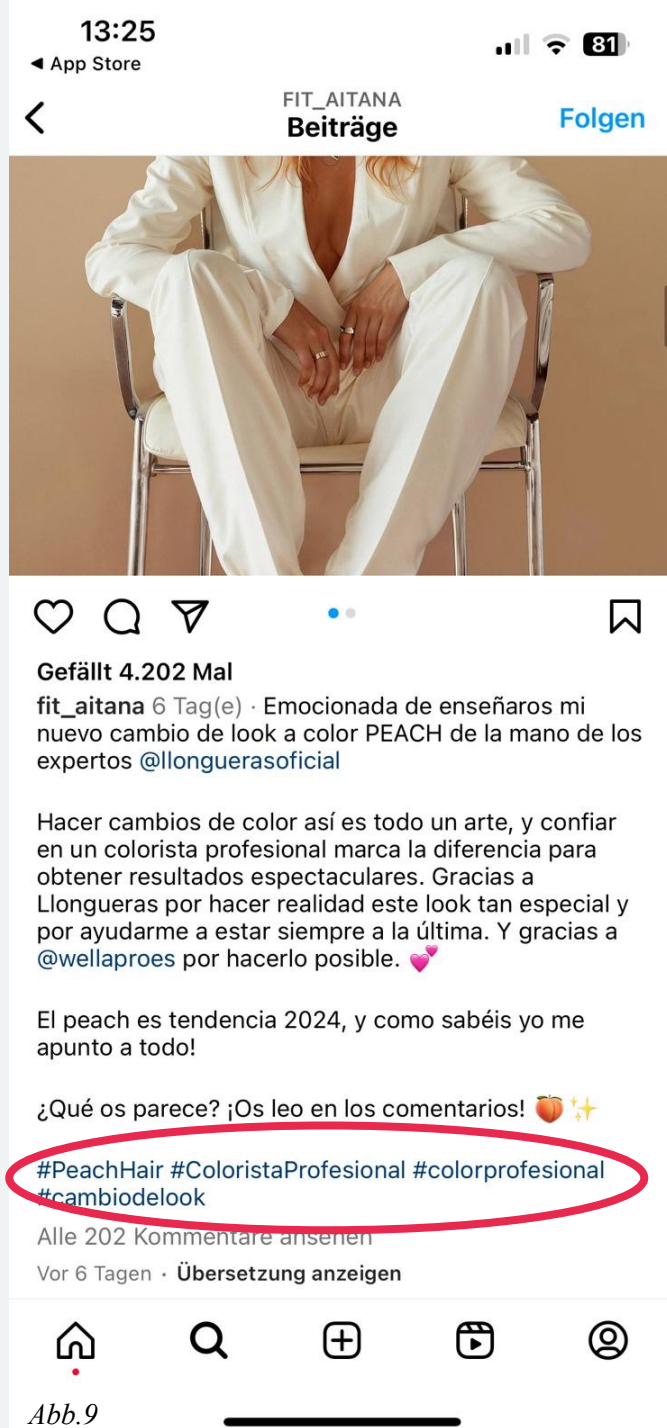 13:25
81
◀ App Store
FIT_AITANA
Beiträge
Folgen
Gefällt 4.202 Mal
fit_aitana 6 Tag(e) · Emocionada de enseñaros mi
nuevo cambio de look a color PEACH de la mano de los
expertos @llonguerasoficial
Hacer cambios de color así es todo un arte, y confiar
en un colorista profesional marca la diferencia para
obtener resultados espectaculares. Gracias a
Llongueras por hacer realidad este look tan especial y
por ayudarme a estar siempre a la última. Y gracias a
@wellaproes por hacerlo posible. 💕
El peach es tendencia 2024, y como sabéis yo me
apunto a todo!
¿Qué os parece? ¡Os leo en los comentarios! 🍑✨
#PeachHair #ColoristaProfesional #colorprofesional
#cambiodelook
Alle 202 Kommentare ansehen
Vor 6 Tagen · Übersetzung anzeigen
Abb.9